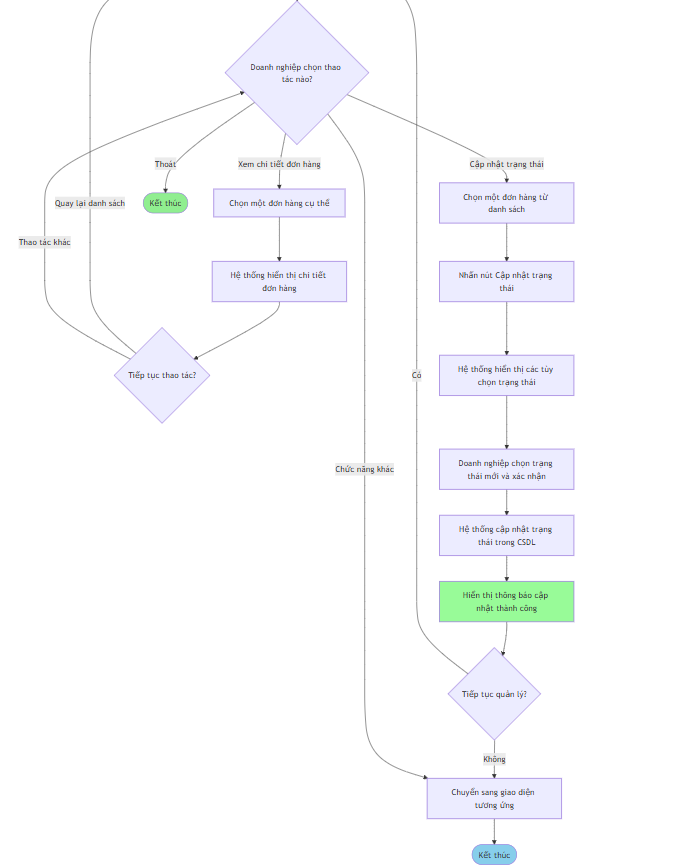 Doanh nghiệp chọn thao
tác nào?
Thoát
Xem chi tiết đơn hàng
Cập nhật trạng thái
Quay lại danh sách
Kết thúc
Chọn một đơn hàng cụ thể
Chọn một đơn hàng từ
danh sách
Thao tác khác
Hệ thống hiển thị chi tiết
đơn hàng
Nhấn nút Cập nhật trạng
thái
Tiếp tục thao tác?
Có
Hệ thống hiển thị các tùy
chọn trạng thái
Chức năng khác
Doanh nghiệp chọn trạng
thái mới và xác nhận
Hệ thống cập nhật trạng
thái trong CSDL
Hiển thị thông báo cập
nhật thành công
Tiếp tục quản lý?
Không
Chuyển sang giao diện
tương ứng
Kết thúc